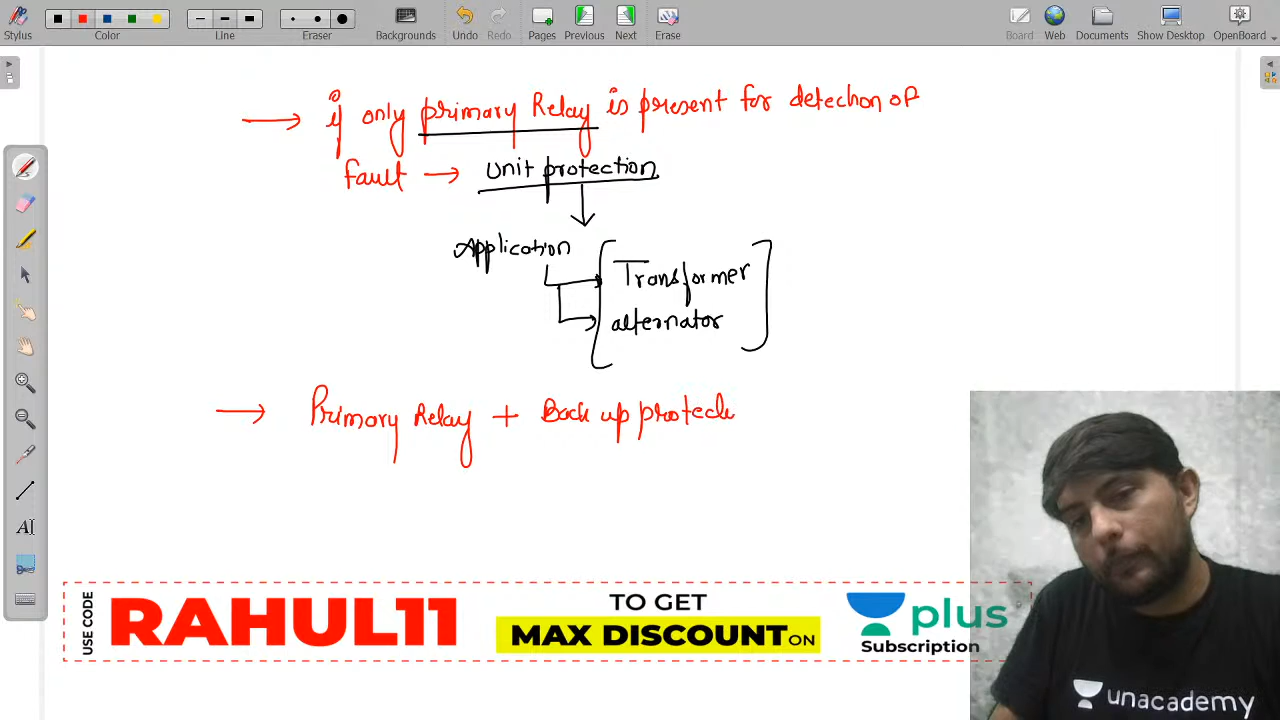 Stylus
Color
Line
Eraser
Backgrounds
Undo
Redo
Pages
Previous
Next
Erase
Board
Web
Documents
Show Desktop
OpenBoard
→ if only primary Relay is present for detection of
fault → Unit protection
Application
Transformer
alternator
→ Primary Relay + Back up protecti
AI
USE CODE
RAHUL11
TO GET
MAX DISCOUNT ON
plus
Subscription
unacademy